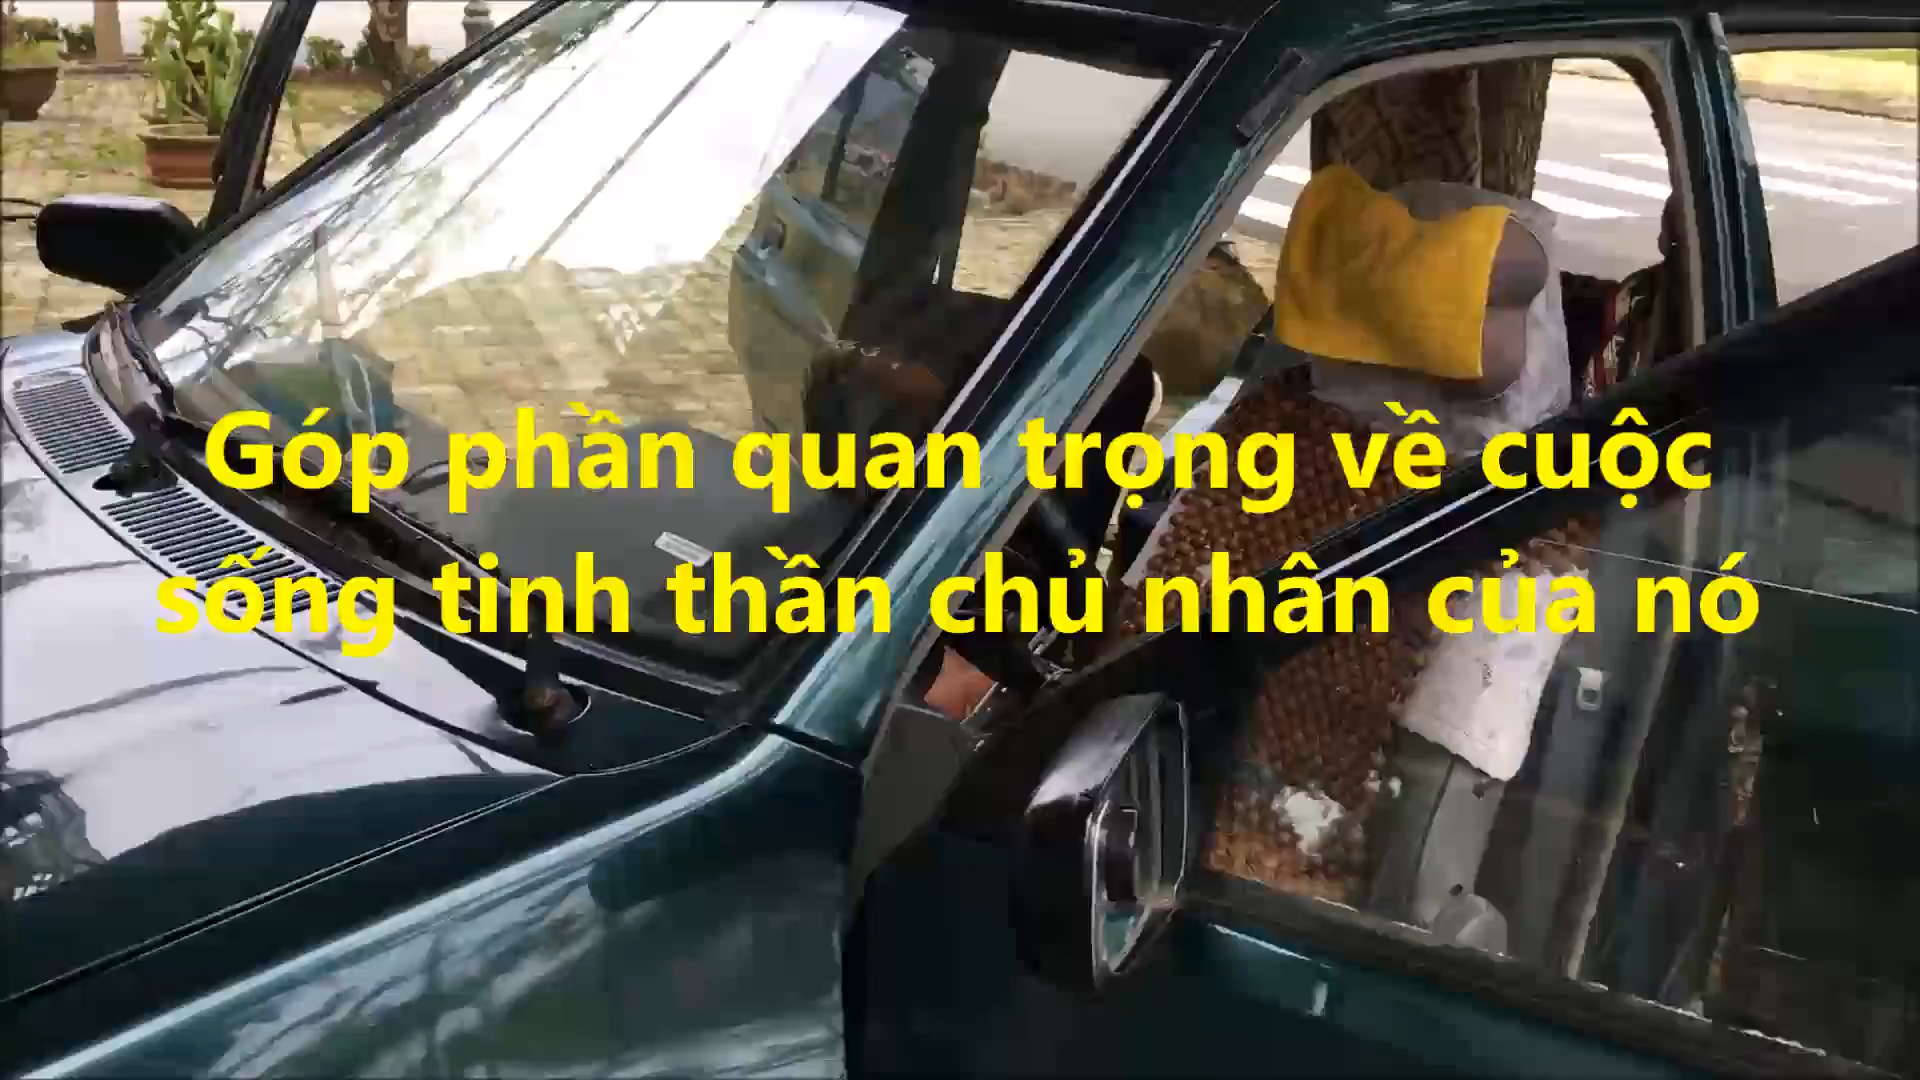 Góp phần quan trọng về cuộc
sống tinh thần chủ nhân của nó